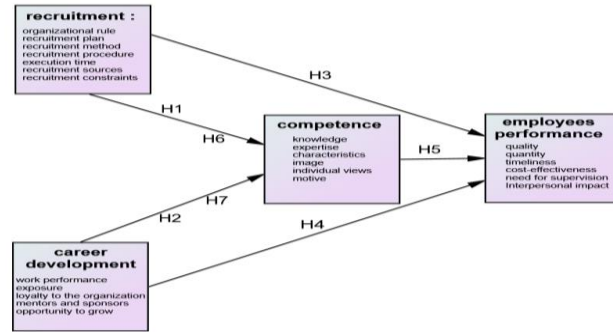 recruitment :
organizational rule
recruitment plan
recruitment method
recruitment procedure
execution time
recruitment sources
recruitment constraints
H3
H1
H6
competence
knowledge
expertise
characteristics
image
individual views
motive
H5
employees
performance
quality
quantity
timeliness
cost-effectiveness
need for supervision
Interpersonal impact
H7
H2
H4
career
development
work performance
exposure
loyalty to the organization
mentors and sponsors
opportunity to grow